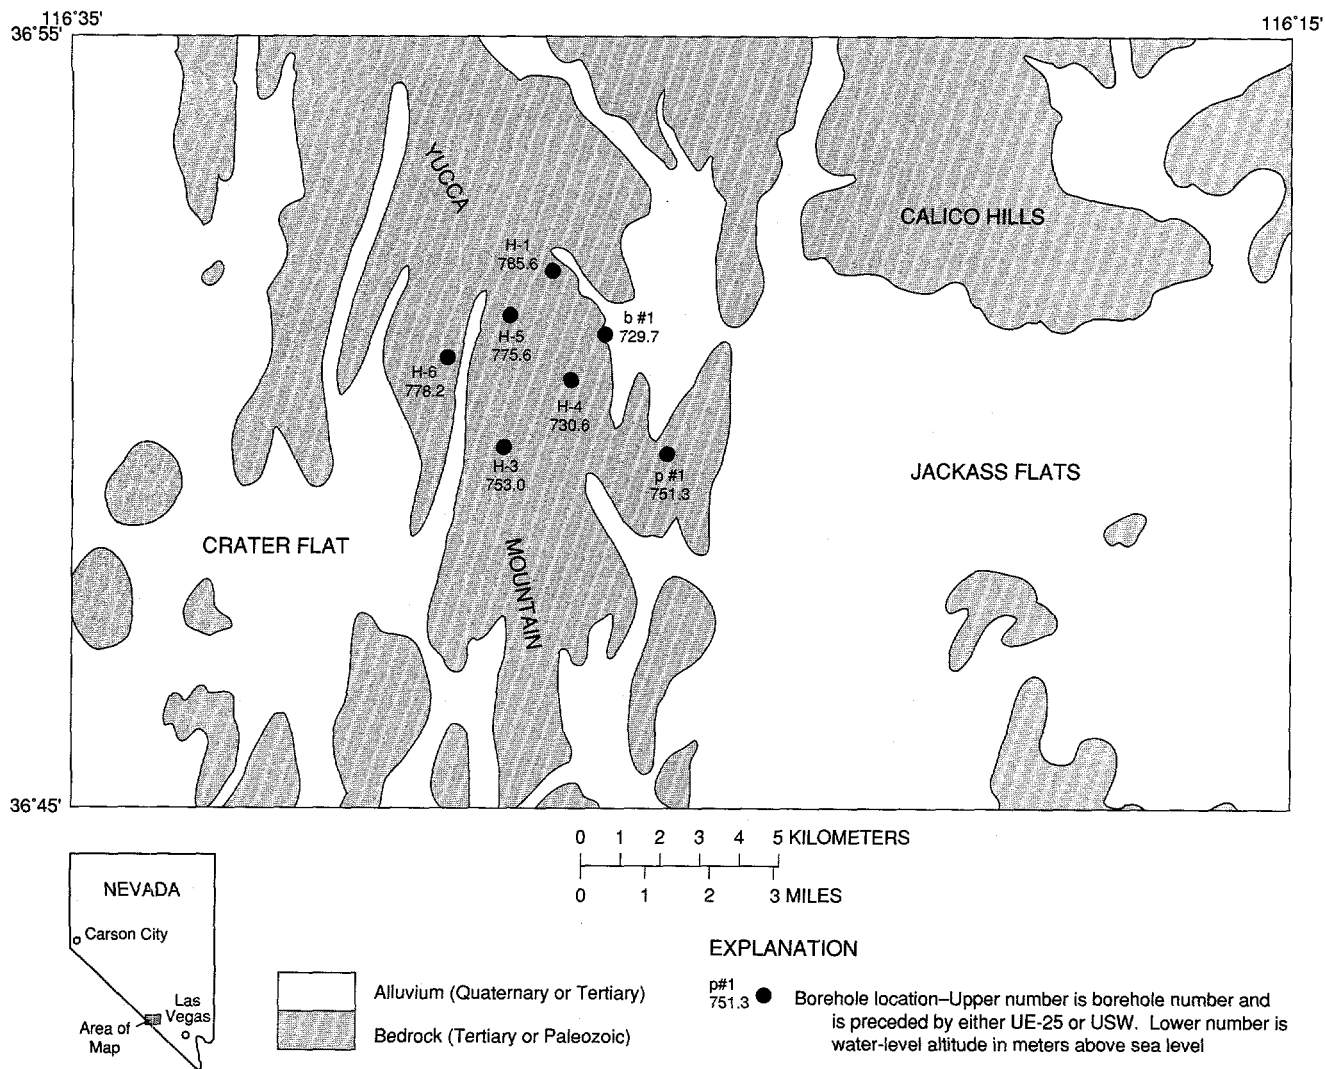 116°35'
116°15'
36°55'
YUCCA
CALICO HILLS
H-1
785.6
b #1
729.7
H-5
775.6
H-6
778.2
H-4
730.6
H-3
753.0
p #1
751.3
JACKASS FLATS
CRATER FLAT
MOUNTAIN
36°45'
0 1 2 3 4 5 KILOMETERS
0 1 2 3 MILES
NEVADA
Carson City
Las
Vegas
Area of
Map
Alluvium (Quaternary or Tertiary)
Bedrock (Tertiary or Paleozoic)
EXPLANATION
p#1
751.3
Borehole location–Upper number is borehole number and
is preceded by either UE-25 or USW. Lower number is
water-level altitude in meters above sea level